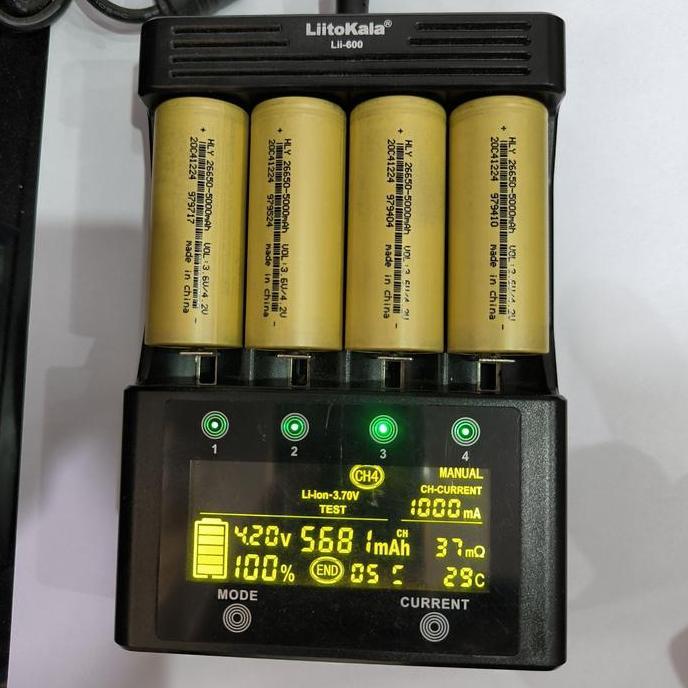 LiitoKala®
Lii-600
+ HLY 26650-5000mAh VOL:3.6V/4.2V -
20C41224 979717 Made in China
+ HLY 26650-5000mAh VOL:3.6V/4.2V -
20C41224 979524 Made in China
+ HLY 26650-5000mAh VOL:3.6V/4.2V -
20C41224 979404 Made in China
+ HLY 26650-5000mAh VOL:3.6V/4.2V -
20C41224 979410 Made in China
1 2 3 4
CH4 MANUAL
Li-Ion-3.70V CH-CURRENT
TEST 1000mA
4.20v 5681mAh CH 37mΩ
100% END 05 29C
MODE CURRENT